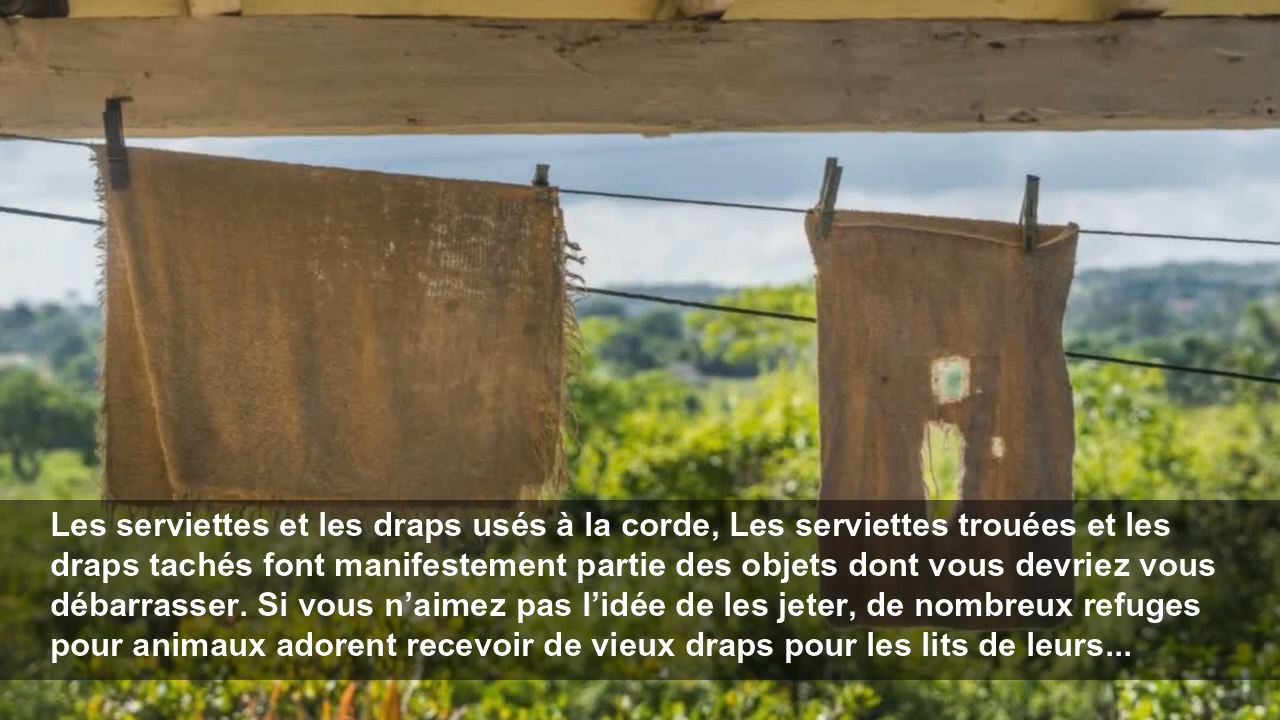 Les serviettes et les draps usés à la corde, Les serviettes trouées et les
draps tachés font manifestement partie des objets dont vous devriez vous
débarrasser. Si vous n’aimez pas l’idée de les jeter, de nombreux refuges
pour animaux adorent recevoir de vieux draps pour les lits de leurs...